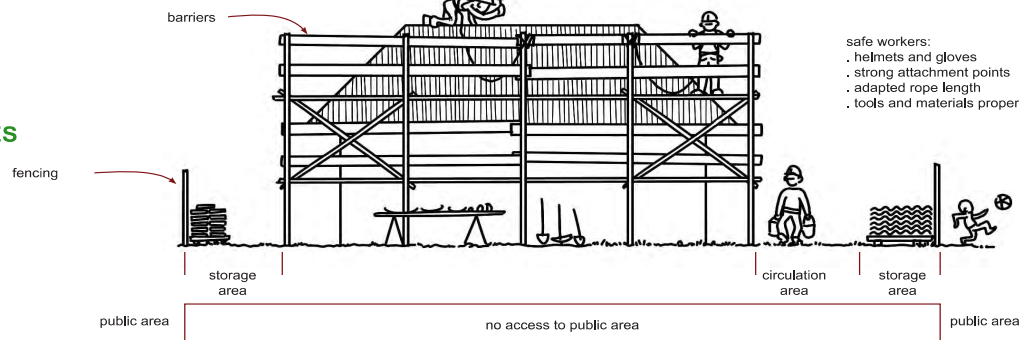 barriers
safe workers:
. helmets and gloves
. strong attachment points
. adapted rope length
. tools and materials proper
fencing
storage
area
circulation
area
storage
area
public area
no access to public area
public area